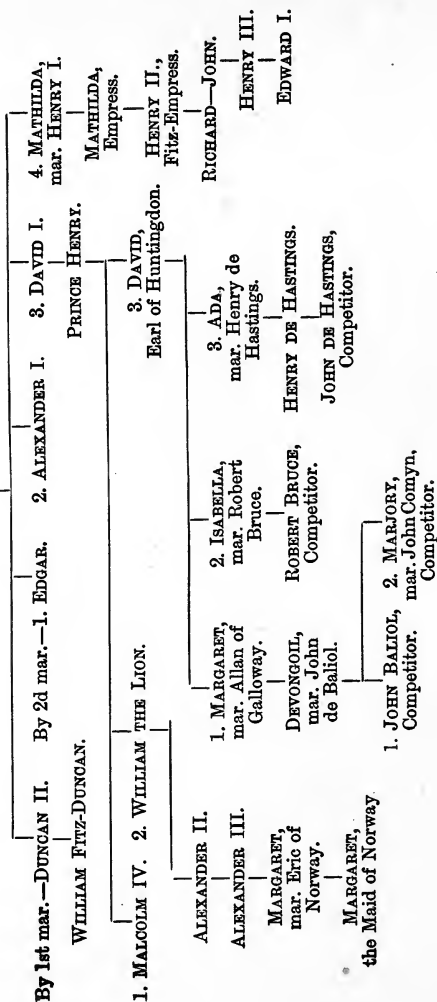 By 1st mar.—DUNCAN II. By 2d mar.—1. EDGAR. 2. ALEXANDER I. 3. DAVID I. 4. MATHILDA,
mar. HENRY I.
WILLIAM FITZ-DUNCAN.
PRINCE HENRY.
MATHILDA,
Empress.
HENRY II.,
Fitz-Empress.
RICHARD—JOHN.
HENRY III.
EDWARD I.
1. MALCOLM IV. 2. WILLIAM THE LION.
3. DAVID,
Earl of Huntingdon.
ALEXANDER II.
ALEXANDER III.
MARGARET,
mar. Eric of
Norway.
MARGARET,
the Maid of Norway
1. MARGARET,
mar. Allan of
Galloway.
DEVONGOIL,
mar. John
de Baliol.
1. JOHN BALIOL,
Competitor.
2. MARJORY,
mar. John Comyn,
Competitor.
2. ISABELLA,
mar. Robert
Bruce.
ROBERT BRUCE,
Competitor.
3. ADA,
mar. Henry de
Hastings.
HENRY DE HASTINGS.
JOHN DE HASTINGS,
Competitor.